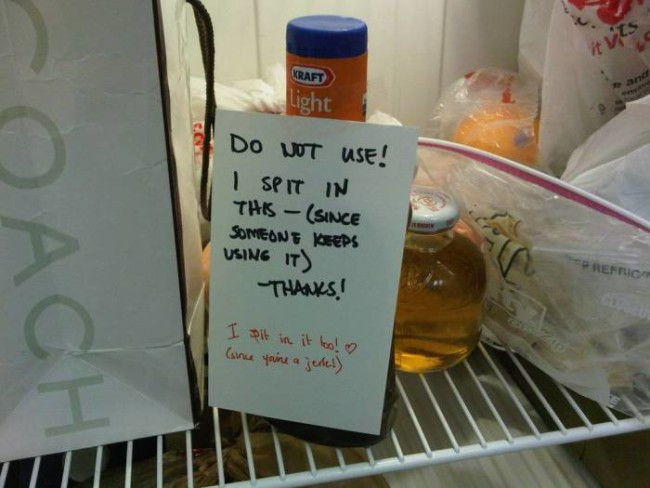 COACH
KRAFT
Light
DO NOT USE!
I SPIT IN
THIS – (SINCE
SOMEONE KEEPS
USING IT)
-THANKS!
I spit in it too! ♡
(since you're a jerk!)
REFRIG